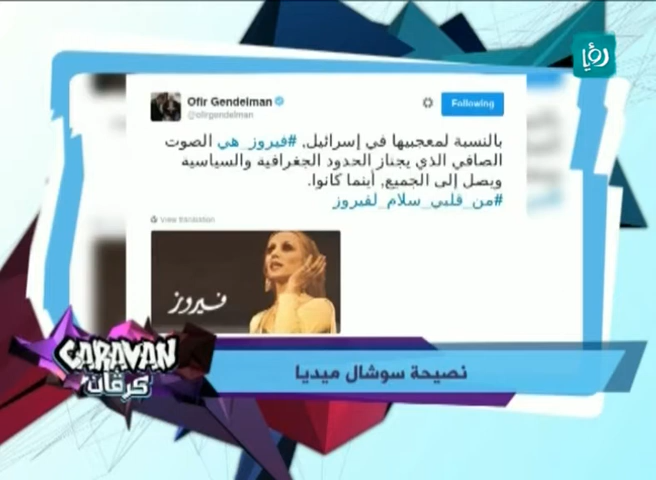 رؤيا
Ofir Gendelman
@ofirgendelman
Following
بالنسبة لمعجبيها في إسرائيل, #فيروز_هي الصوت
الصافي الذي يجتاز الحدود الجغرافية والسياسية
ويصل إلى الجميع, أينما كانوا.
#من_قلبي_سلام_لفيروز
View translation
فيروز
CARAVAN
كرڤان
نصيحة سوشال ميديا